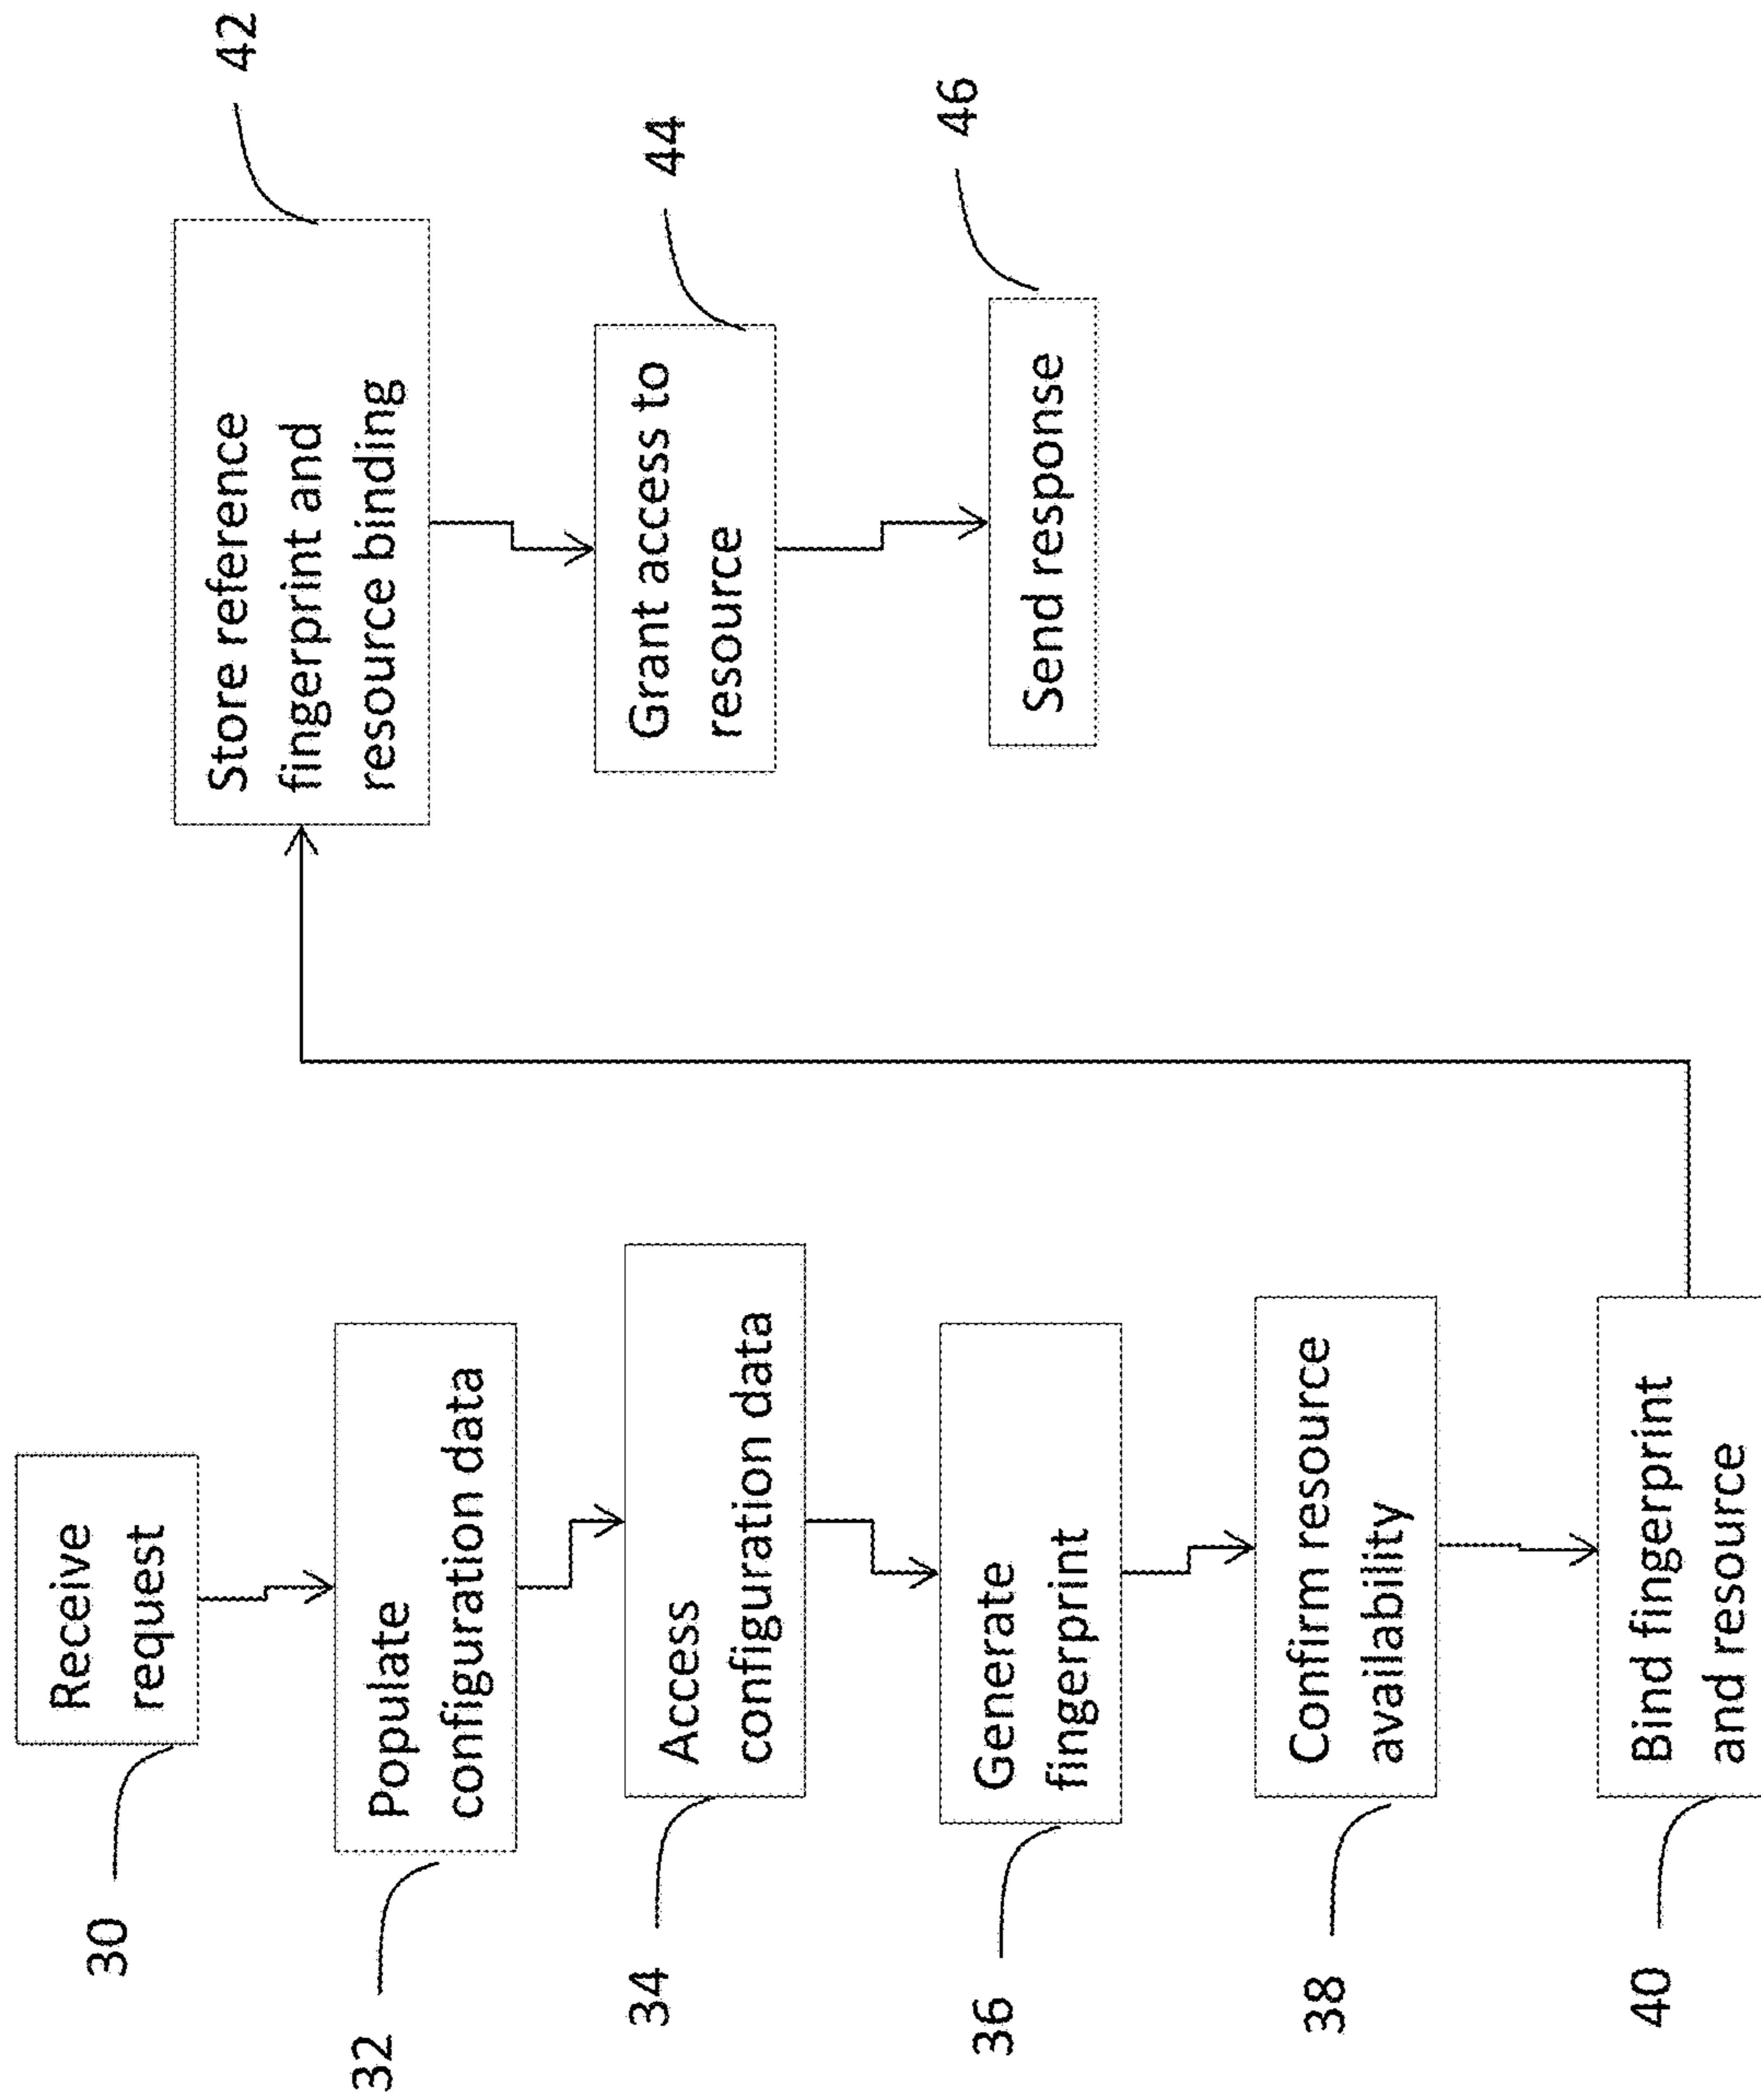 30
Receive
request
32
Populate
configuration data
34
Access
configuration data
36
Generate
fingerprint
38
Confirm resource
availability
40
Bind fingerprint
and resource
Store reference
fingerprint and
resource binding
42
Grant access to
resource
44
Send response
46